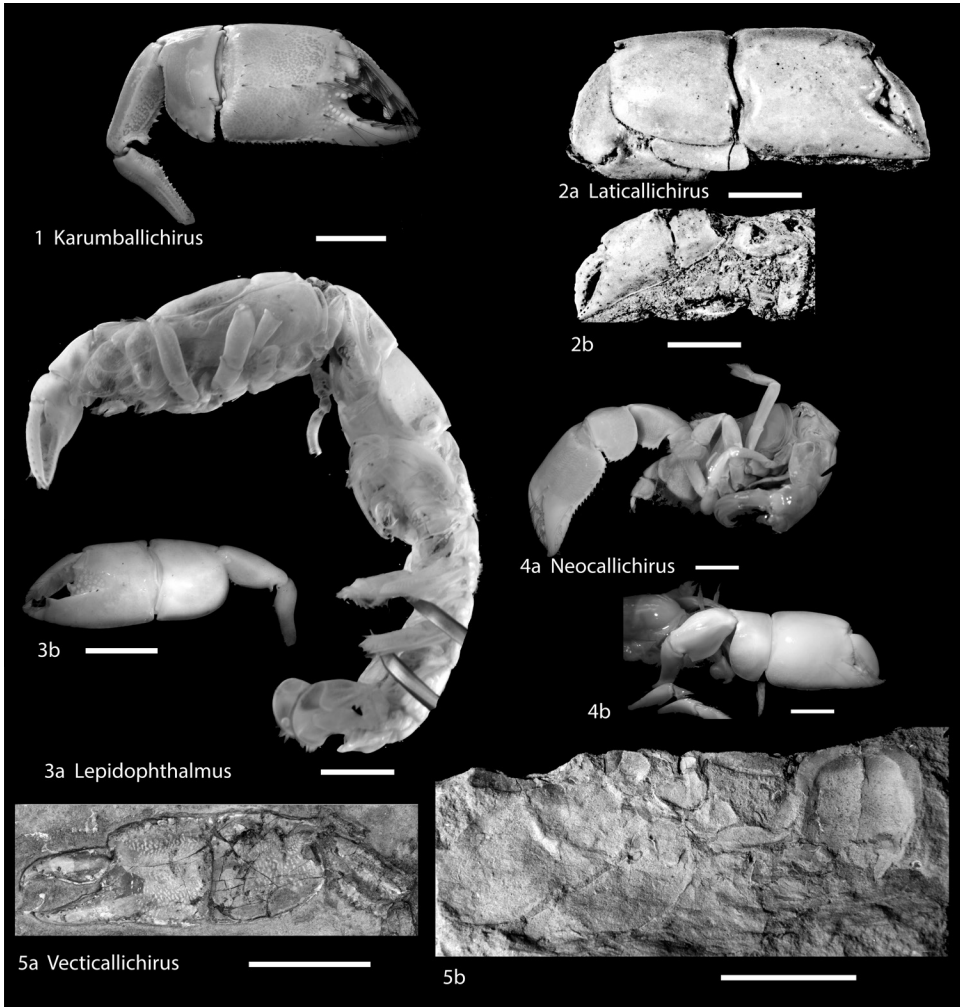 1 Karumballichirus
2a Laticallichirus
2b
3a Lepidophthalmus
3b
4a Neocallichirus
4b
5a Vecticallichirus
5b